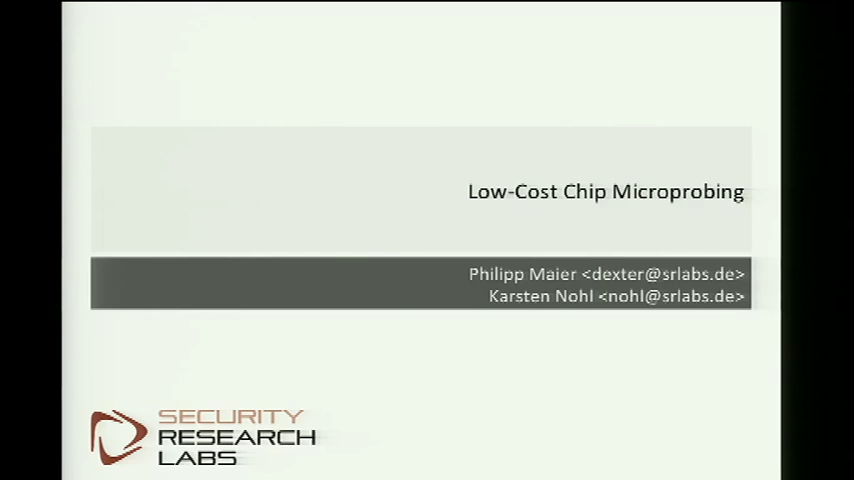 Low-Cost Chip Microprobing
Philipp Maier <dexter@srlabs.de>
Karsten Nohl <nohl@srlabs.de>
SECURITY
RESEARCH
LABS